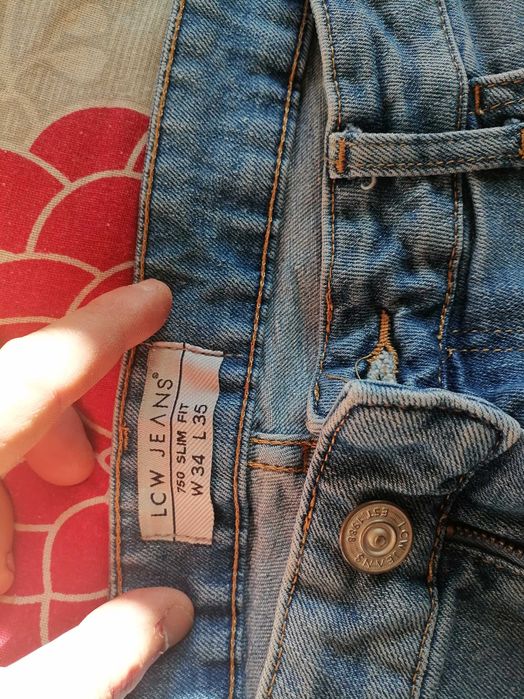 LCW JEANS®
750 SLIM FIT
W 34 L 35
LCW JEANS
EST 1988